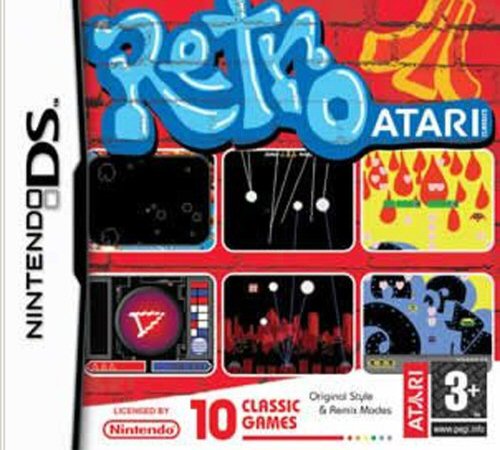 NINTENDO DS™
Retro
ATARI
CLASSICS
LICENSED BY
Nintendo
10 CLASSIC
GAMES
Original Style
& Remix Modes
ATARI
3+
www.pegi.info